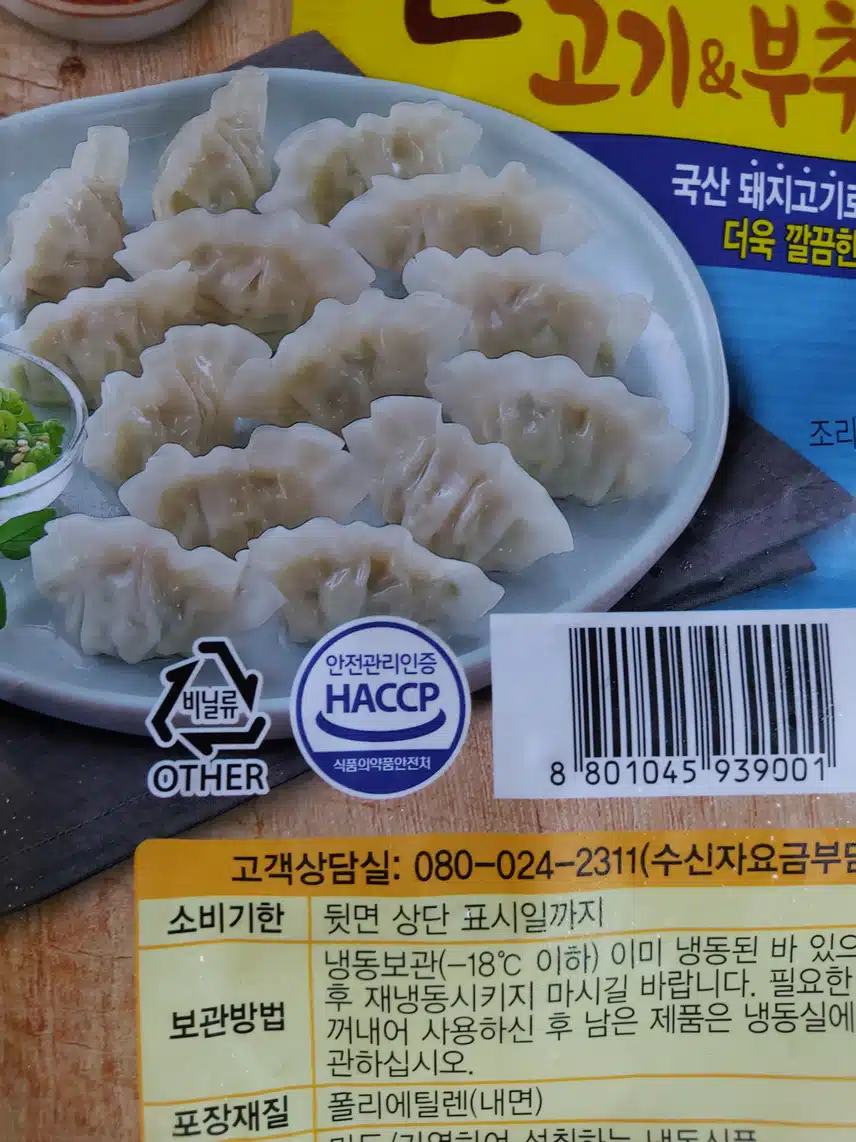 고기&부추
국산 돼지고기로
더욱 깔끔한
조리
비닐류
OTHER
안전관리인증
HACCP
식품의약품안전처
8 801045 939001
고객상담실: 080-024-2311(수신자요금부담
소비기한 뒷면 상단 표시일까지
보관방법 냉동보관(-18℃ 이하) 이미 냉동된 바 있으
후 재냉동시키지 마시길 바랍니다. 필요한
꺼내어 사용하신 후 남은 제품은 냉동실에
관하십시오.
포장재질 폴리에틸렌(내면)